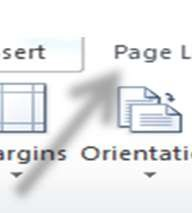 sert Page L
argins Orientati